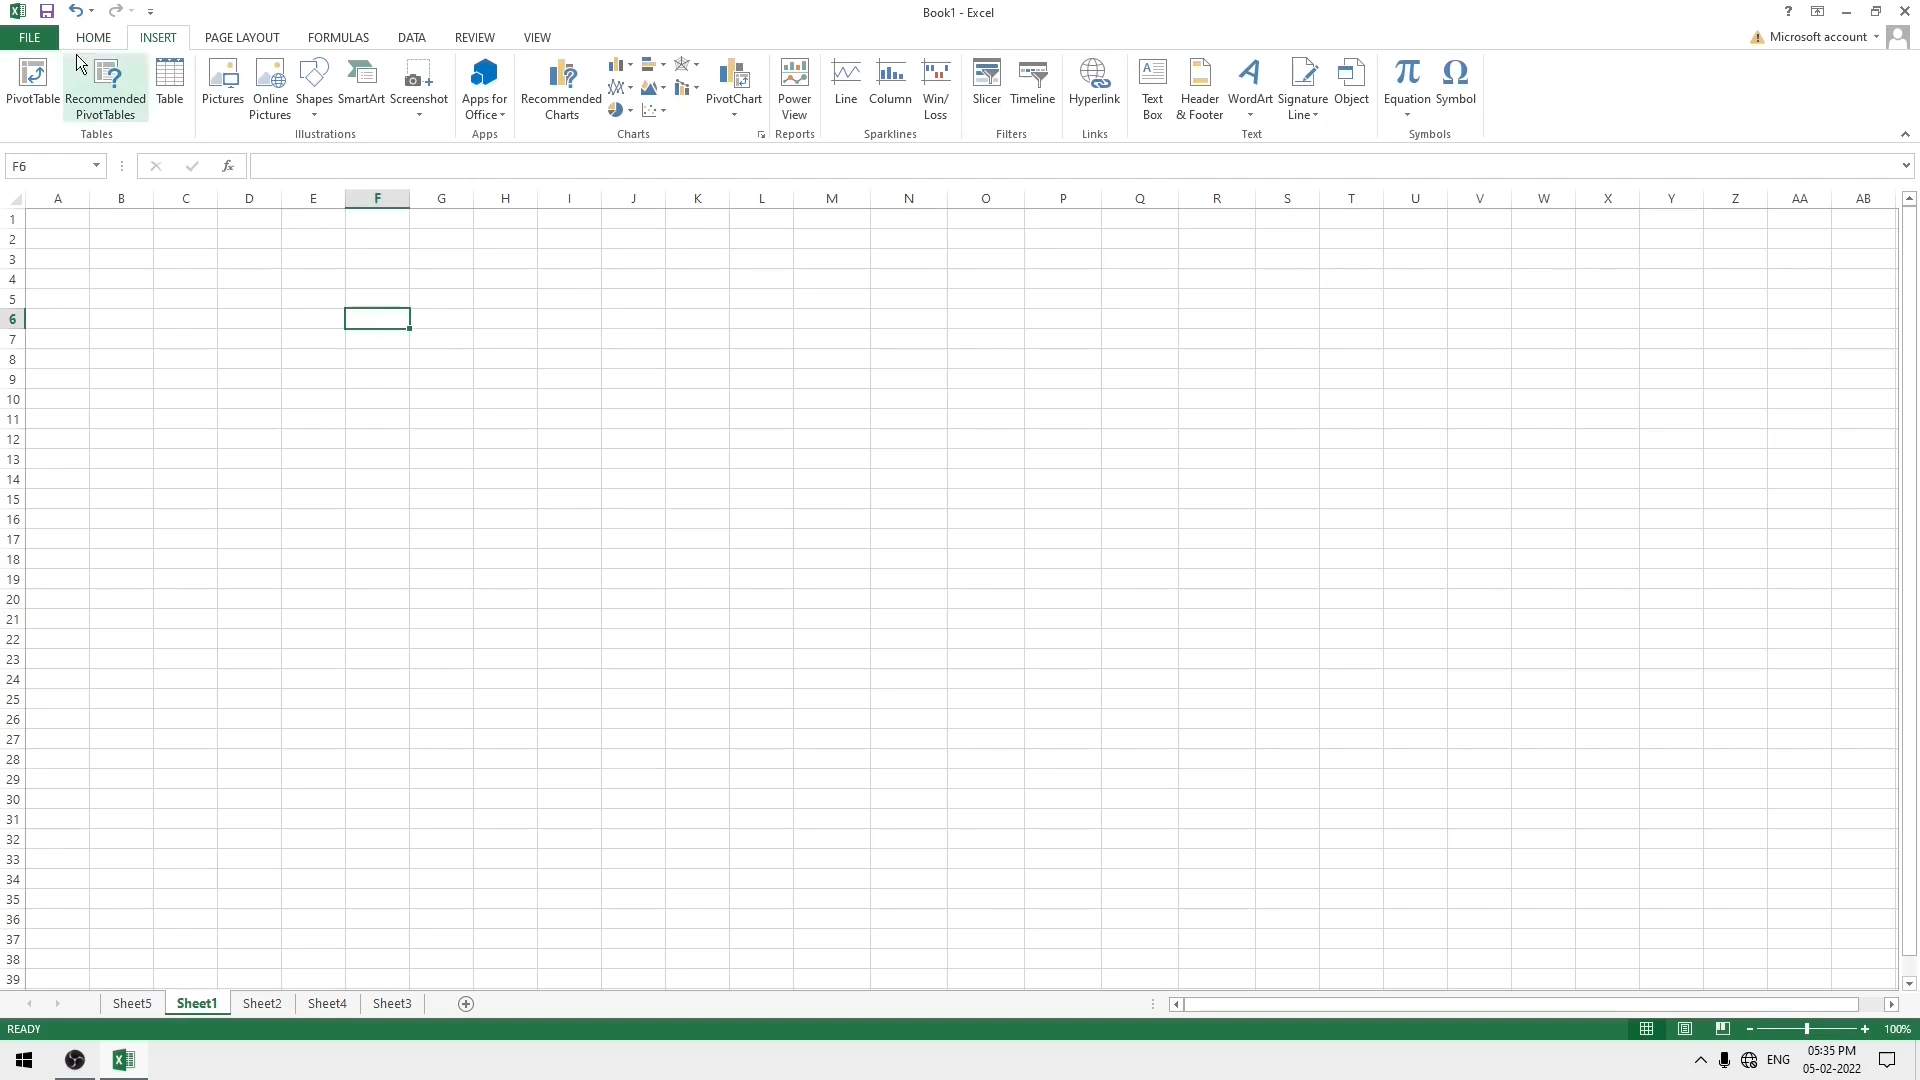 Book1 - Excel
?
FILE HOME INSERT PAGE LAYOUT FORMULAS DATA REVIEW VIEW
Microsoft account
PivotTable
Recommended
PivotTables
Table
Tables
Pictures
Online
Pictures
Shapes
SmartArt
Screenshot
Illustrations
Apps for
Office
Apps
Recommended
Charts
PivotChart
Charts
Power
View
Reports
Line
Column
Win/
Loss
Sparklines
Slicer
Timeline
Filters
Hyperlink
Links
Text
Box
Header
& Footer
WordArt
Signature
Line
Object
Text
Equation
Symbol
Symbols
F6
fx
A B C D E F G H I J K L M N O P Q R S T U V W X Y Z AA AB
1
2
3
4
5
6
7
8
9
10
11
12
13
14
15
16
17
18
19
20
21
22
23
24
25
26
27
28
29
30
31
32
33
34
35
36
37
38
39
Sheet5 Sheet1 Sheet2 Sheet4 Sheet3
READY
100%
ENG
05:35 PM
05-02-2022